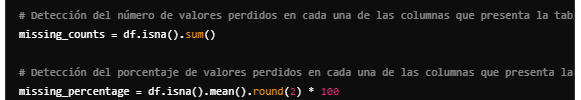 # Detección del número de valores perdidos en cada una de las columnas que presenta la
missing_counts = df.isna().sum()
# Detección del porcentaje de valores perdidos en cada una de las columnas que presenta la
missing_percentage = df.isna().mean().round(2) * 100